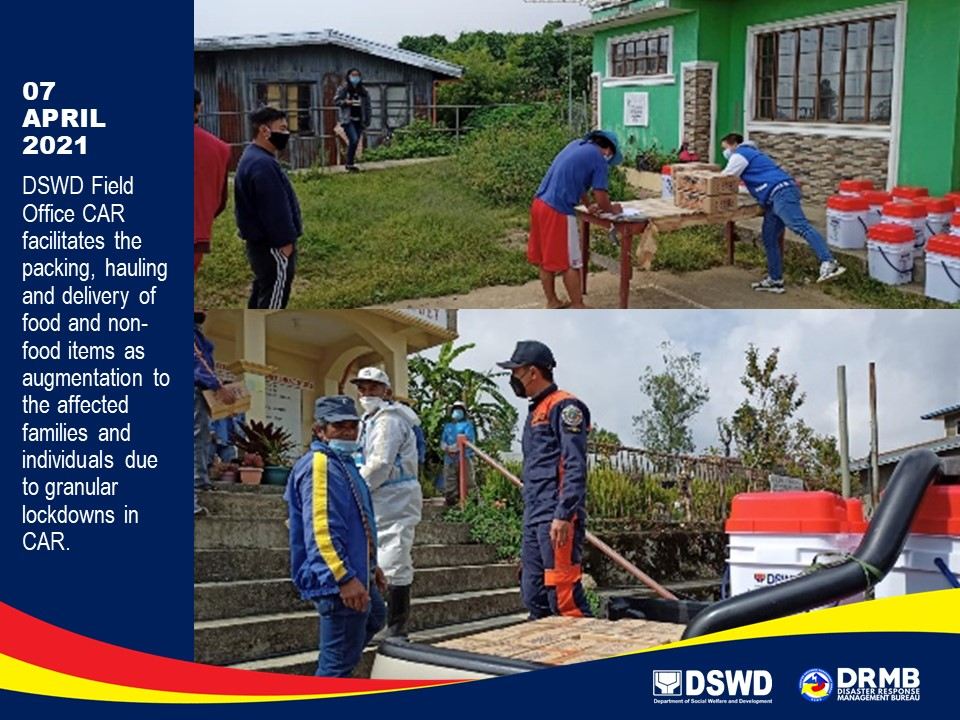 07
APRIL
2021
DSWD Field
Office CAR
facilitates the
packing, hauling
and delivery of
food and non-
food items as
augmentation to
the affected
families and
individuals due
to granular
lockdowns in
CAR.
DSWD
DSWD
Department of Social Welfare and Development
DRMB
DISASTER RESPONSE
MANAGEMENT BUREAU